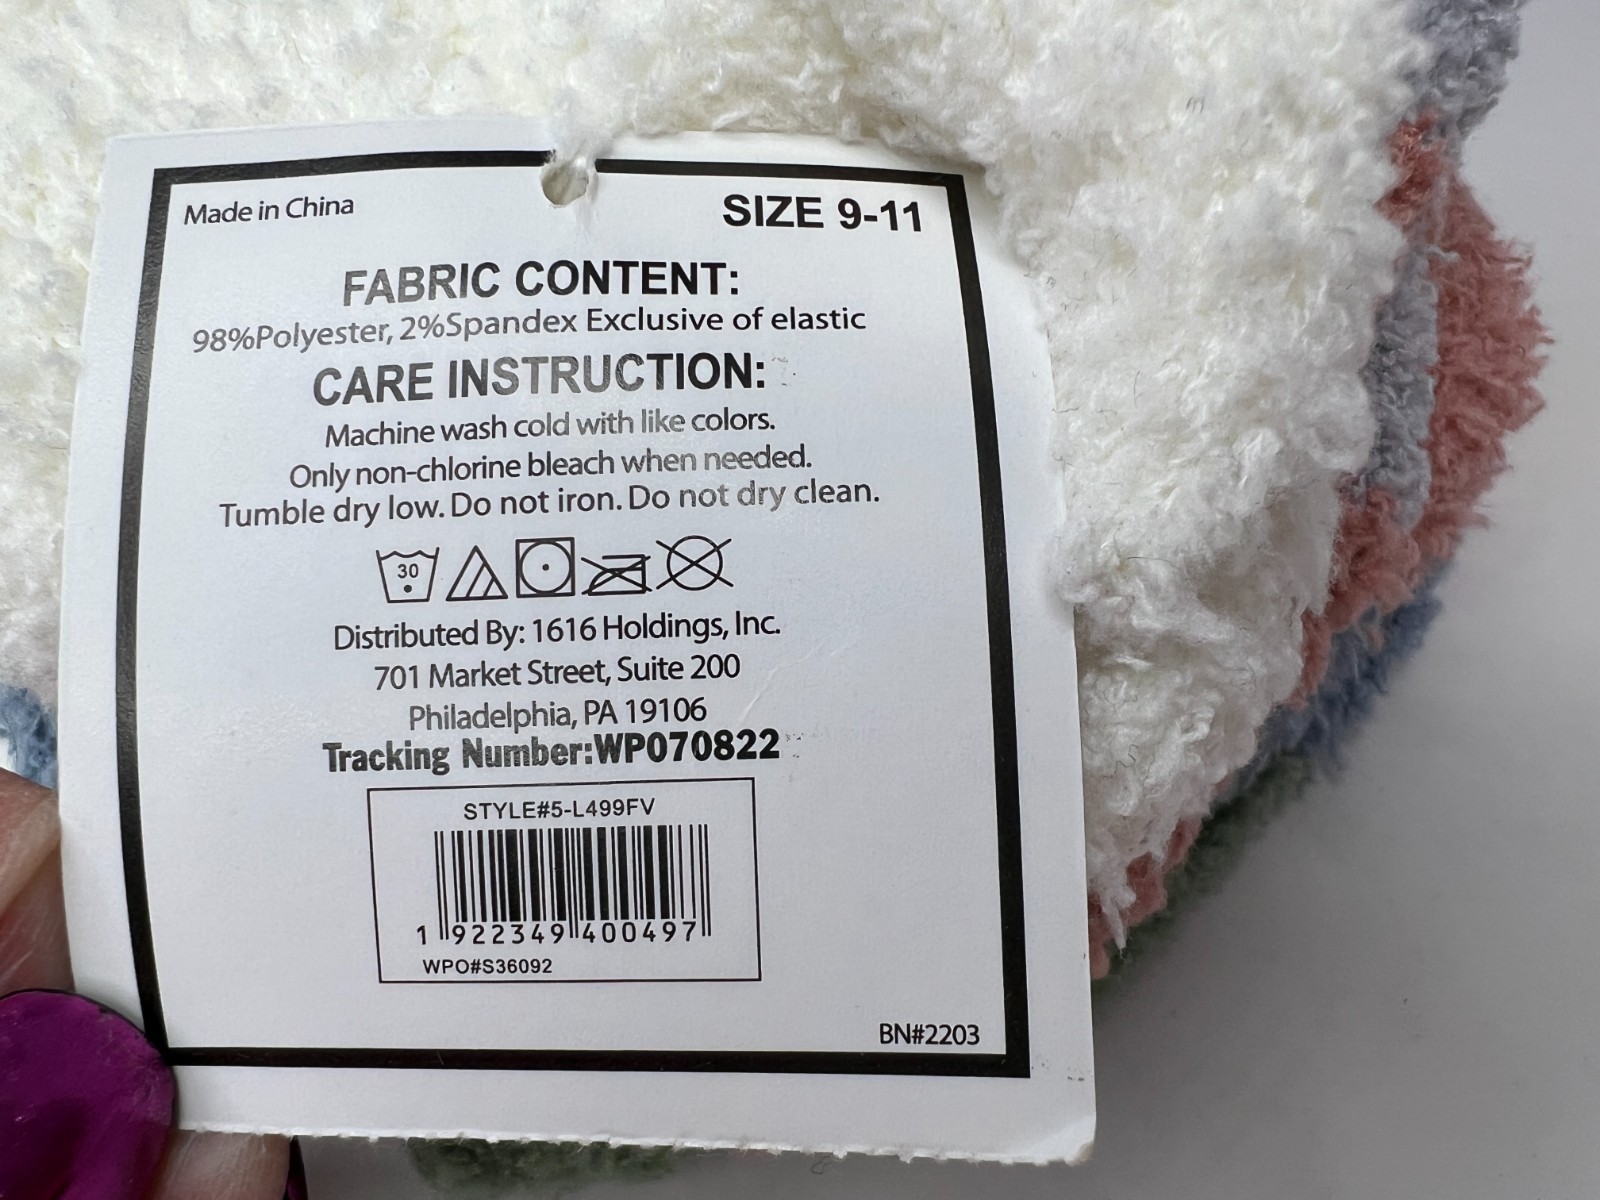 Made in China
SIZE 9-11
FABRIC CONTENT:
98%Polyester, 2%Spandex Exclusive of elastic
CARE INSTRUCTION:
Machine wash cold with like colors.
Only non-chlorine bleach when needed.
Tumble dry low. Do not iron. Do not dry clean.
30
Distributed By: 1616 Holdings, Inc.
701 Market Street, Suite 200
Philadelphia, PA 19106
Tracking Number:WP070822
STYLE#5-L499FV
1 922349 400497
WPO#S36092
BN#2203